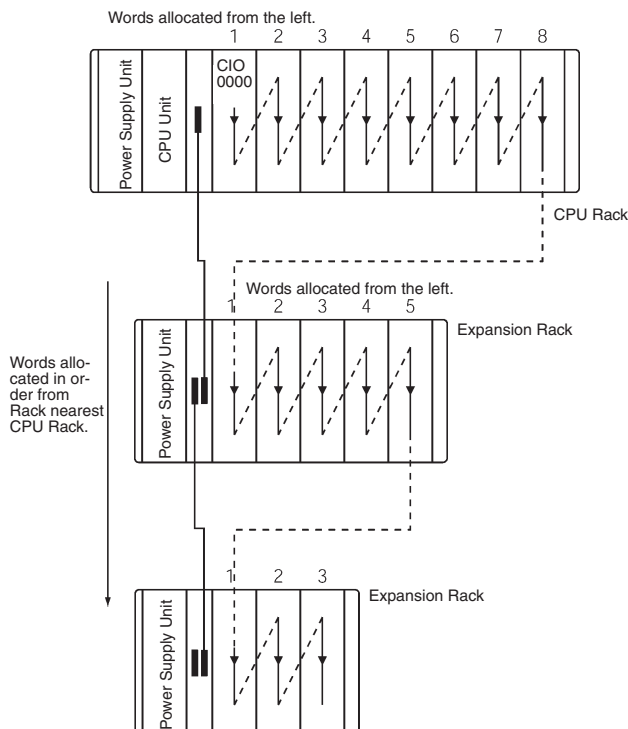 Words allocated from the left.
1 2 3 4 5 6 7 8
Power Supply Unit
CPU Unit
CIO
0000
CPU Rack
Words allocated from the left.
1 2 3 4 5
Power Supply Unit
Expansion Rack
Words allo-
cated in or-
der from
Rack nearest
CPU Rack.
1 2 3
Power Supply Unit
Expansion Rack